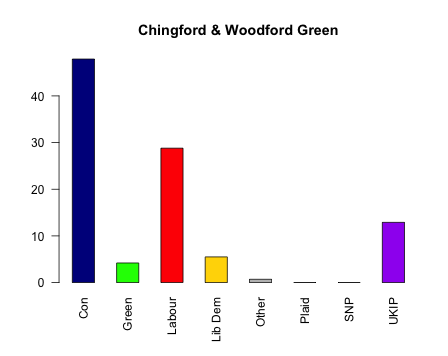 Chingford & Woodford Green
40
30
20
10
0
Con
Green
Labour
Lib Dem
Other
Plaid
SNP
UKIP